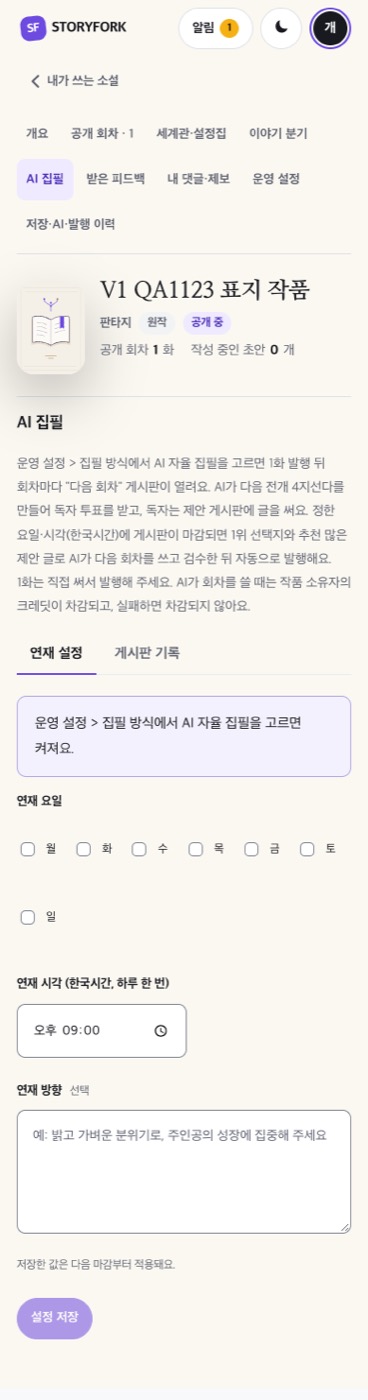 SF STORYFORK 알림 1 개
내가 쓰는 소설
개요 공개 회차 · 1 세계관·설정집 이야기 분기
AI 집필 받은 피드백 내 댓글·제보 운영 설정
저장·AI·발행 이력
V1 QA1123 표지 작품
판타지 원작 공개 중
공개 회차 1 화 작성 중인 초안 0 개
AI 집필
운영 설정 > 집필 방식에서 AI 자율 집필을 고르면 1화 발행 뒤
회차마다 "다음 회차" 게시판이 열려요. AI가 다음 전개 4지선다를
만들어 독자 투표를 받고, 독자는 제안 게시판에 글을 써요. 정한
요일·시각(한국시간)에 게시판이 마감되면 1위 선택지와 추천 많은
제안 글로 AI가 다음 회차를 쓰고 검수한 뒤 자동으로 발행해요.
1화는 직접 써서 발행해 주세요. AI가 회차를 쓸 때는 작품 소유자의
크레딧이 차감되고, 실패하면 차감되지 않아요.
연재 설정 게시판 기록
운영 설정 > 집필 방식에서 AI 자율 집필을 고르면
켜져요.
연재 요일
월 화 수 목 금 토
일
연재 시각 (한국시간, 하루 한 번)
오후 09:00
연재 방향 선택
예: 밝고 가벼운 분위기로, 주인공의 성장에 집중해 주세요
저장한 값은 다음 마감부터 적용돼요.
설정 저장